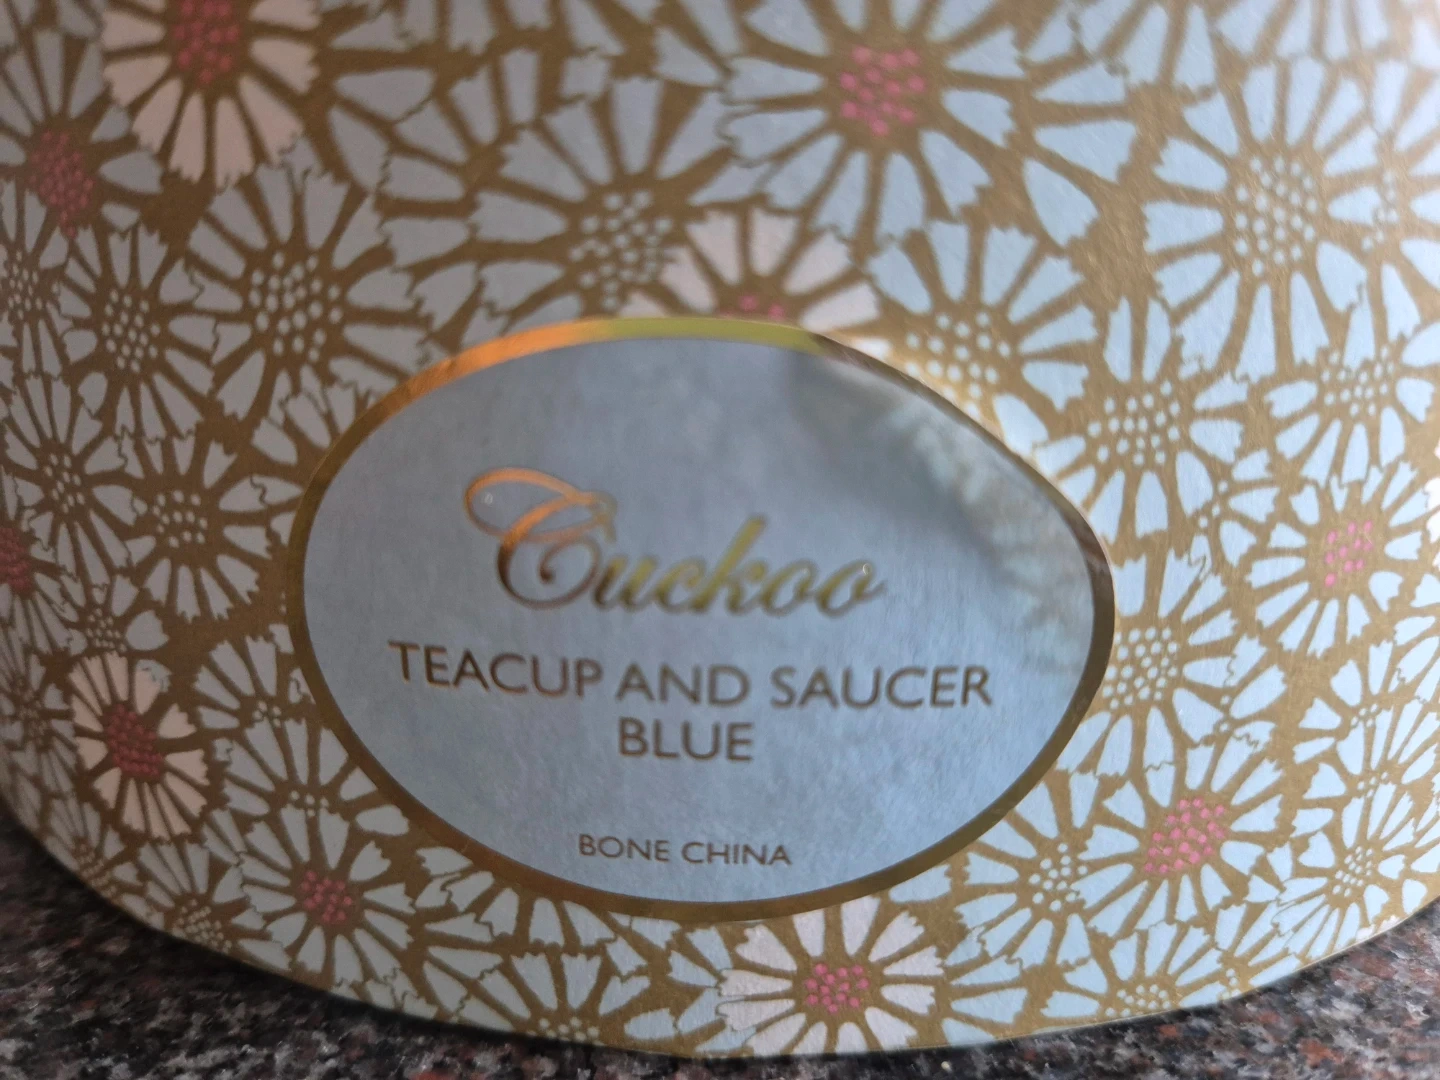 Cuckoo
TEACUP AND SAUCER
BLUE
BONE CHINA